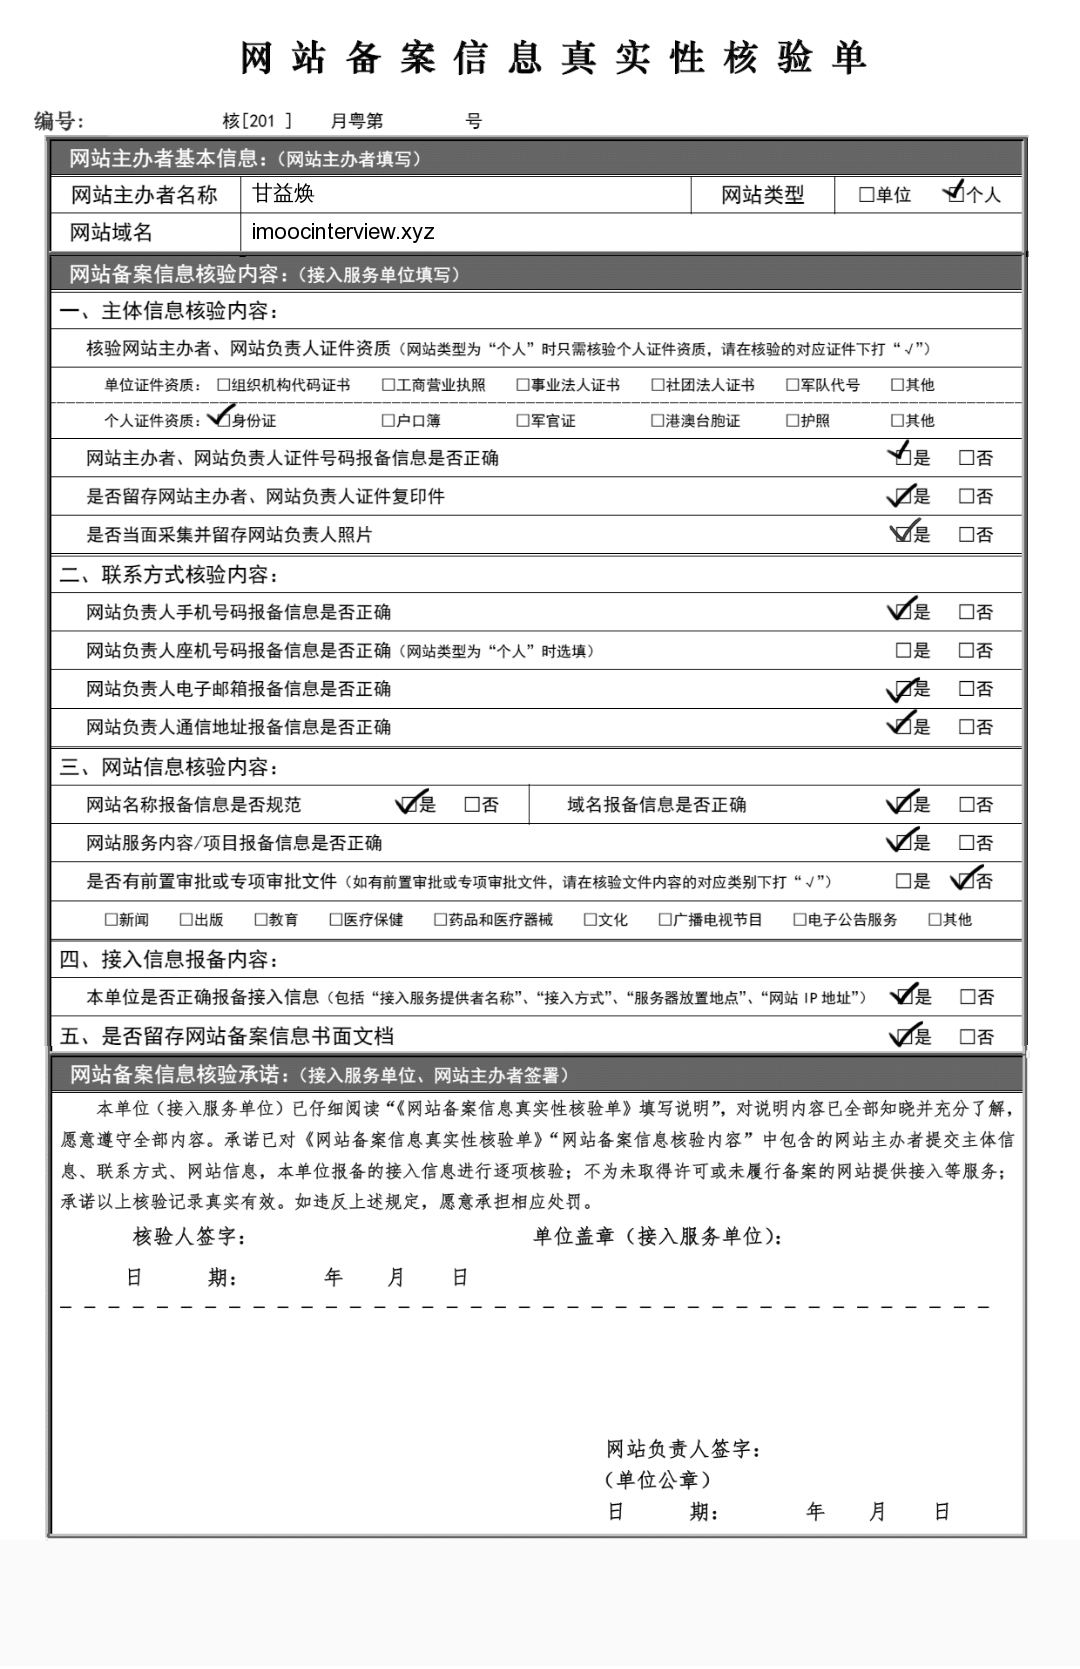 网站备案信息真实性核验单
编号： 核[201 ] 月粤第 号
网站主办者基本信息：（网站主办者填写）
网站主办者名称 甘益焕 网站类型 □单位 ☑个人
网站域名 imoocinterview.xyz
网站备案信息核验内容：（接入服务单位填写）
一、主体信息核验内容：
核验网站主办者、网站负责人证件资质（网站类型为“个人”时只需核验个人证件资质，请在核验的对应证件下打“√”）
单位证件资质： □组织机构代码证书 □工商营业执照 □事业法人证书 □社团法人证书 □军队代号 □其他
个人证件资质： ☑身份证 □户口簿 □军官证 □港澳台胞证 □护照 □其他
网站主办者、网站负责人证件号码报备信息是否正确 ☑是 □否
是否留存网站主办者、网站负责人证件复印件 ☑是 □否
是否当面采集并留存网站负责人照片 ☑是 □否
二、联系方式核验内容：
网站负责人手机号码报备信息是否正确 ☑是 □否
网站负责人座机号码报备信息是否正确（网站类型为“个人”时选填） □是 □否
网站负责人电子邮箱报备信息是否正确 ☑是 □否
网站负责人通信地址报备信息是否正确 ☑是 □否
三、网站信息核验内容：
网站名称报备信息是否规范 ☑是 □否 域名报备信息是否正确 ☑是 □否
网站服务内容/项目报备信息是否正确 ☑是 □否
是否有前置审批或专项审批文件（如有前置审批或专项审批文件，请在核验文件内容的对应类别下打“√”） □是 ☑否
□新闻 □出版 □教育 □医疗保健 □药品和医疗器械 □文化 □广播电视节目 □电子公告服务 □其他
四、接入信息报备内容：
本单位是否正确报备接入信息（包括“接入服务提供者名称”、“接入方式”、“服务器放置地点”、“网站 IP 地址”） ☑是 □否
五、是否留存网站备案信息书面文档 ☑是 □否
网站备案信息核验承诺：（接入服务单位、网站主办者签署）
本单位（接入服务单位）已仔细阅读“《网站备案信息真实性核验单》填写说明”，对说明内容已全部知晓并充分了解，
愿意遵守全部内容。承诺已对《网站备案信息真实性核验单》“网站备案信息核验内容”中包含的网站主办者提交主体信
息、联系方式、网站信息，本单位报备的接入信息进行逐项核验；不为未取得许可或未履行备案的网站提供接入等服务；
承诺以上核验记录真实有效。如违反上述规定，愿意承担相应处罚。
核验人签字： 单位盖章（接入服务单位）：
日 期： 年 月 日
网站负责人签字：
（单位公章）
日 期： 年 月 日